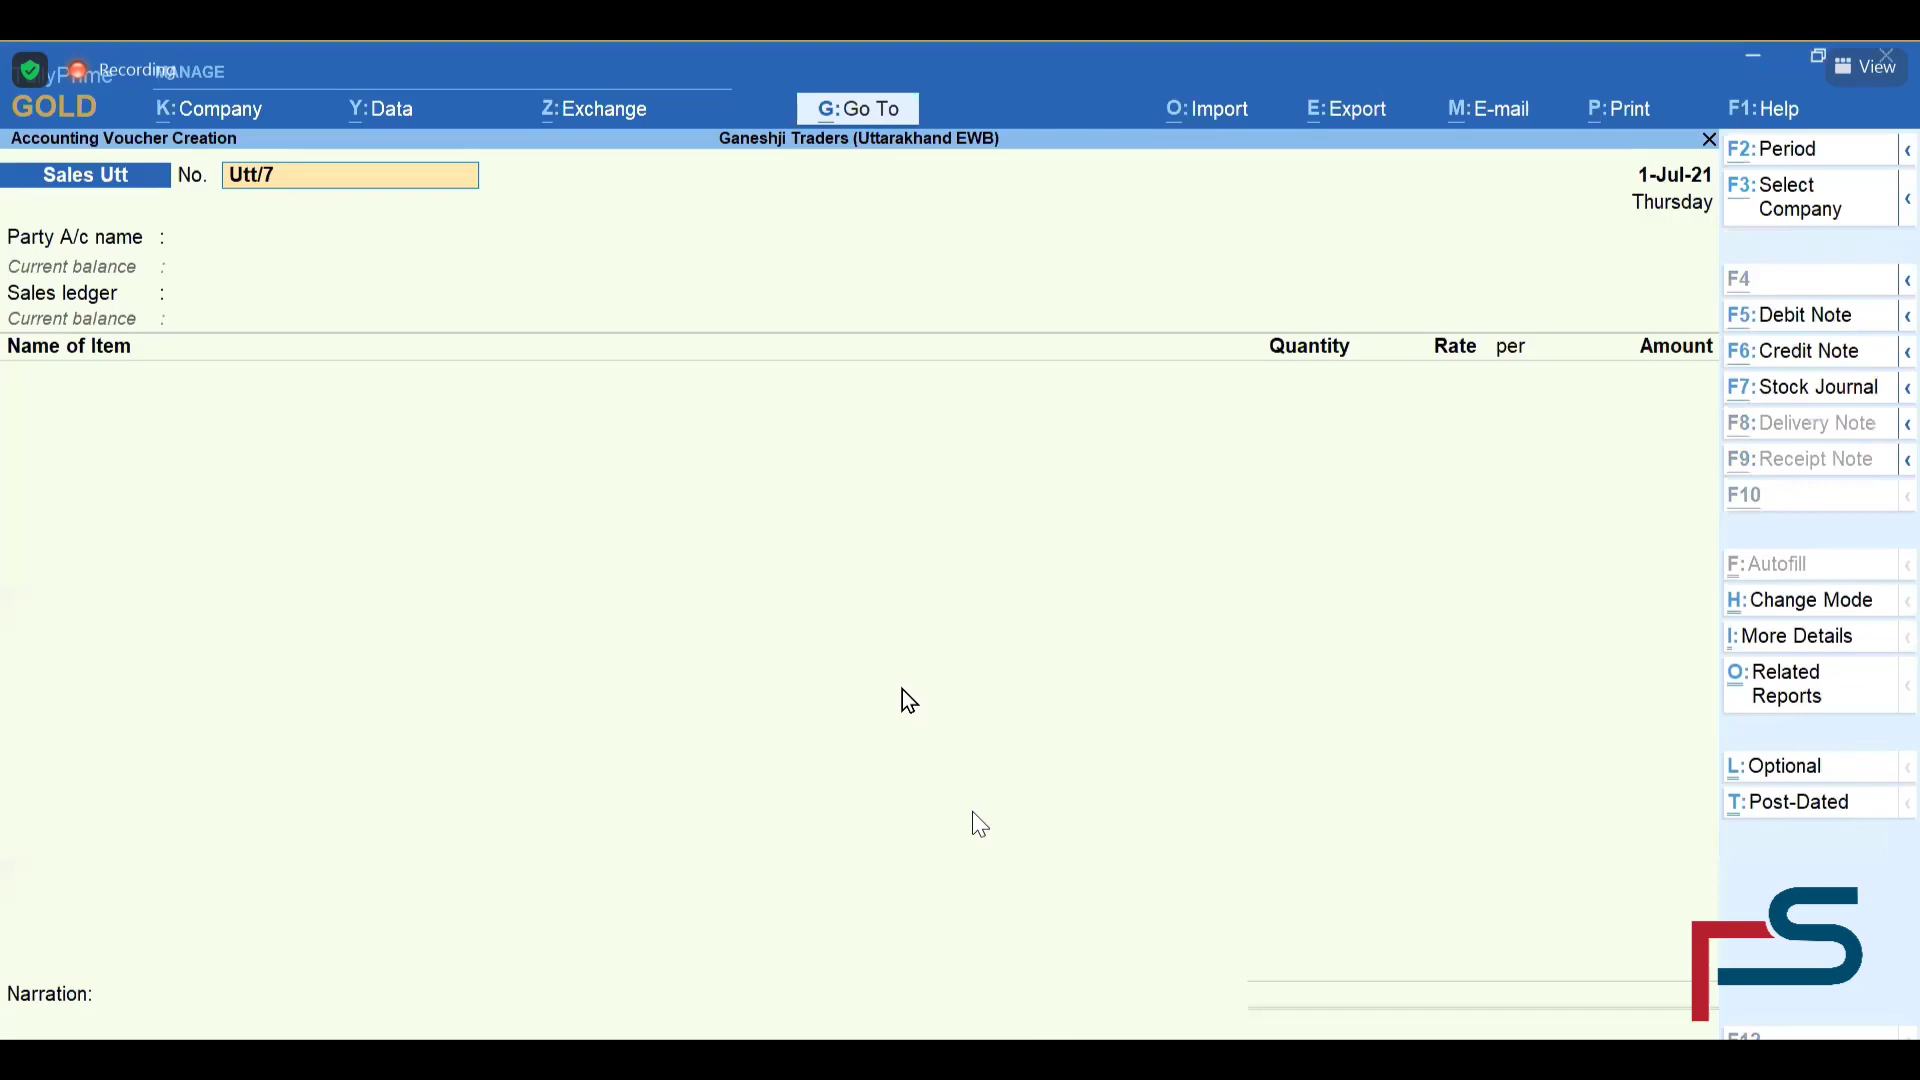 TallyPrime
Recording
MANAGE
View
GOLD
K: Company
Y: Data
Z: Exchange
G: Go To
O: Import
E: Export
M: E-mail
P: Print
F1: Help
Accounting Voucher Creation
Ganeshji Traders (Uttarakhand EWB)
F2: Period
Sales Utt No. Utt/7
1-Jul-21
Thursday
F3: Select
Company
Party A/c name :
Current balance :
Sales ledger :
Current balance :
Name of Item
Quantity
Rate per
Amount
F4
F5: Debit Note
F6: Credit Note
F7: Stock Journal
F8: Delivery Note
F9: Receipt Note
F10
F: Autofill
H: Change Mode
I: More Details
O: Related
Reports
L: Optional
T: Post-Dated
Narration:
F12